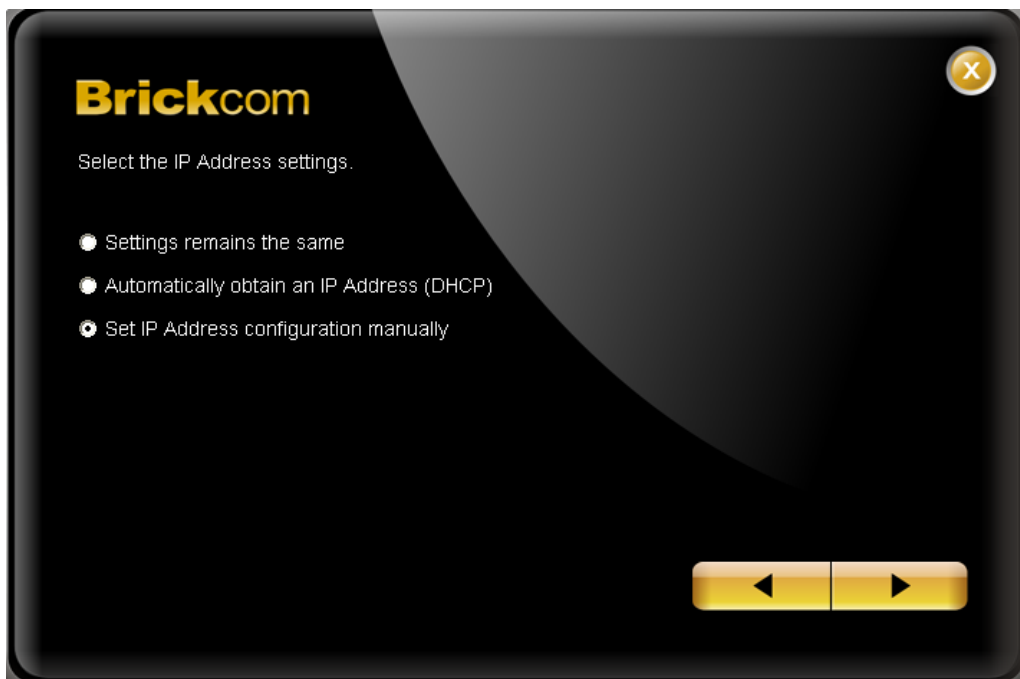 Brickcom
X
Select the IP Address settings.
Settings remains the same
Automatically obtain an IP Address (DHCP)
Set IP Address configuration manually